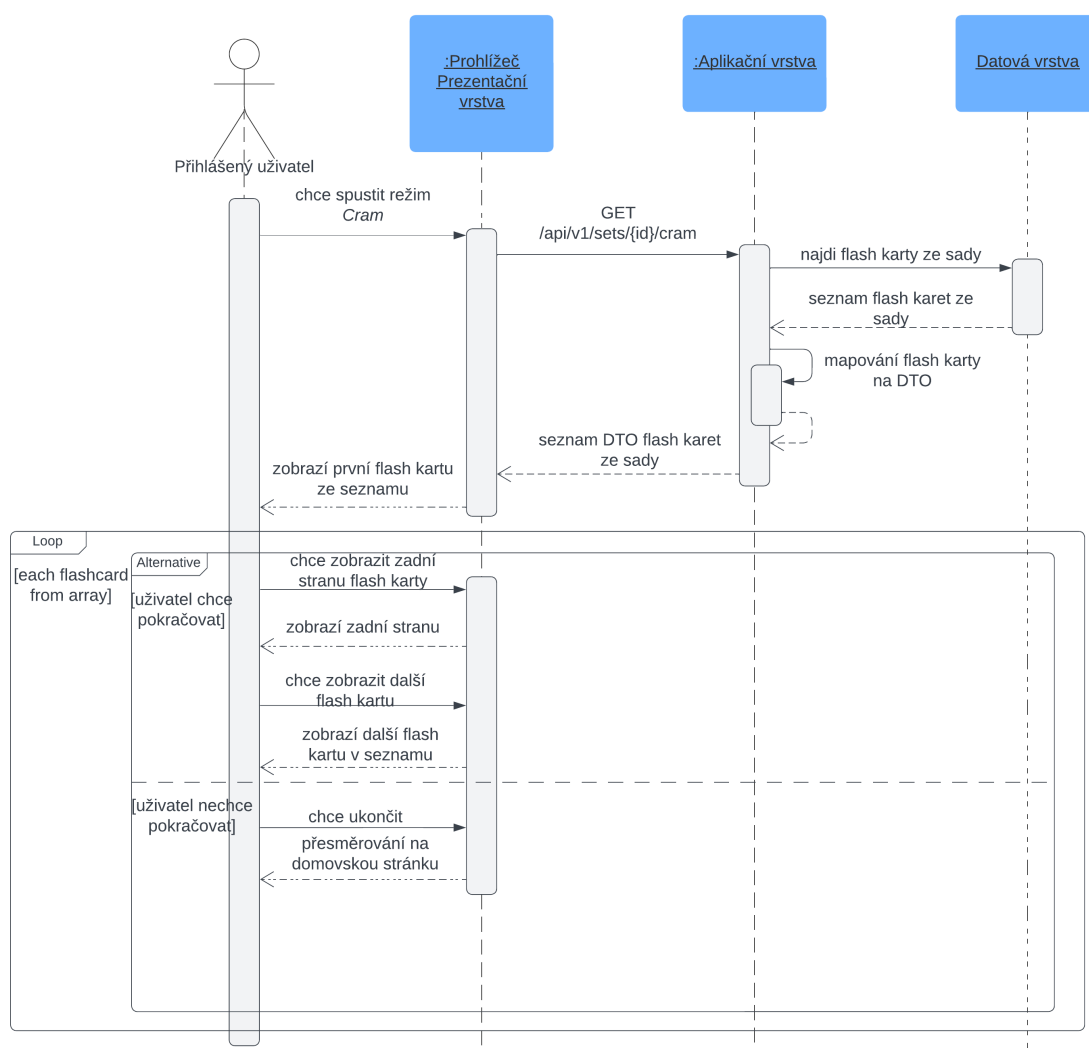 :Prohlížeč
Prezentační
vrstva
:Aplikační vrstva
Datová vrstva
Přihlášený uživatel
chce spustit režim
Cram
GET
/api/v1/sets/{id}/cram
najdi flash karty ze sady
seznam flash karet ze
sady
mapování flash karty
na DTO
seznam DTO flash karet
ze sady
zobrazí první flash kartu
ze seznamu
Loop
[each flashcard
from array]
Alternative
[uživatel chce
pokračovat]
chce zobrazit zadní
stranu flash karty
zobrazí zadní stranu
chce zobrazit další
flash kartu
zobrazí další flash
kartu v seznamu
[uživatel nechce
pokračovat]
chce ukončit
přesměrování na
domovskou stránku